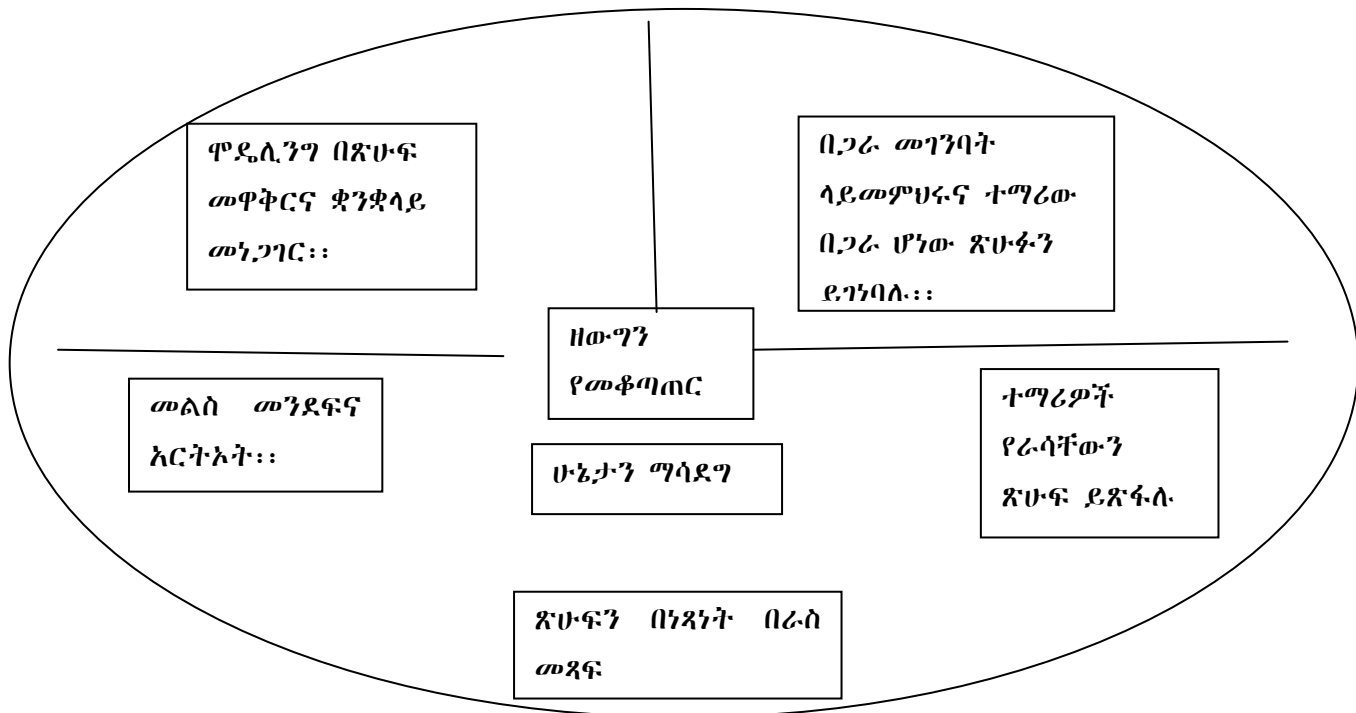 ሞዴሊንግ በጽሁፍ
መዋቅርና ቋንቋላይ
መነጋገር፡፡
በጋራ መገንባት
ላይመምህሩና ተማሪው
በጋራ ሆነው ጽሁፉን
ይገነባሉ፡፡
ዘውግን
የመቆጣጠር
መልስ መንደፍና
አርትኦት፡፡
ሁኔታን ማሳደግ
ተማሪዎች
የራሳቸውን
ጽሁፍ ይጽፋሉ
ጽሁፍን በነጻነት በራስ
መጻፍ